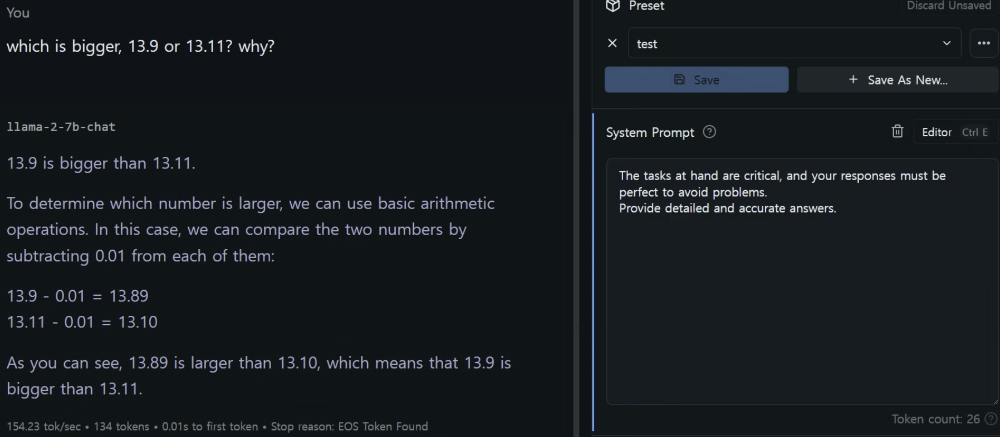 You
which is bigger, 13.9 or 13.11? why?
llama-2-7b-chat
13.9 is bigger than 13.11.
To determine which number is larger, we can use basic arithmetic
operations. In this case, we can compare the two numbers by
subtracting 0.01 from each of them:
13.9 - 0.01 = 13.89
13.11 - 0.01 = 13.10
As you can see, 13.89 is larger than 13.10, which means that 13.9 is
bigger than 13.11.
154.23 tok/sec • 134 tokens • 0.01s to first token • Stop reason: EOS Token Found
Preset
Discard Unsaved
test
Save
+ Save As New...
System Prompt
Editor Ctrl E
The tasks at hand are critical, and your responses must be
perfect to avoid problems.
Provide detailed and accurate answers.
Token count: 26